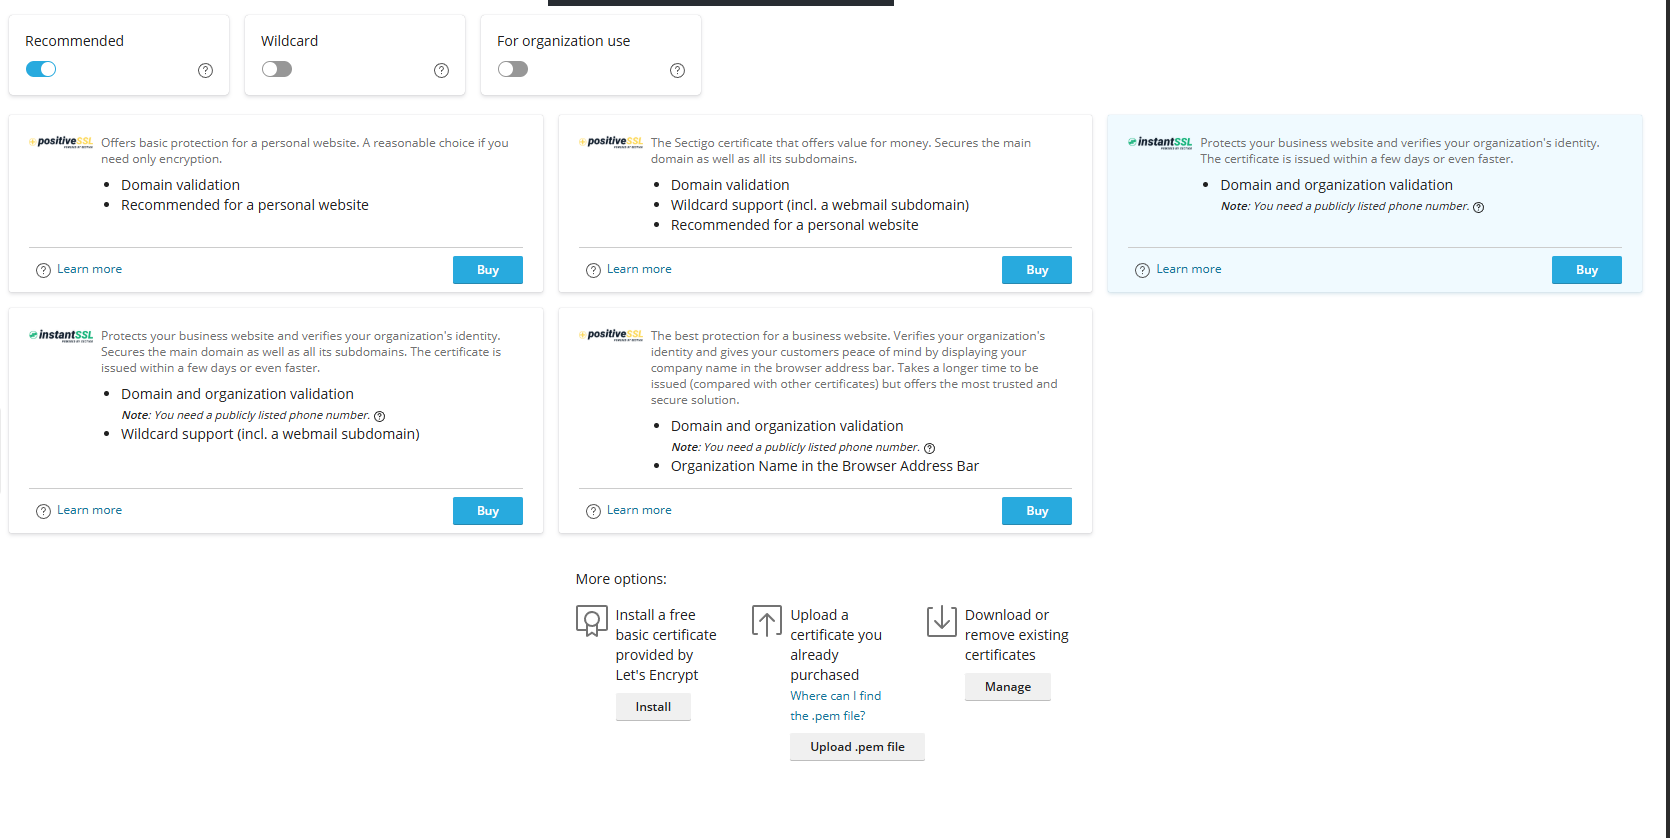 Recommended
Wildcard
For organization use
positiveSSL
Offers basic protection for a personal website. A reasonable choice if you
need only encryption.
Domain validation
Recommended for a personal website
Learn more
Buy
positiveSSL
The Sectigo certificate that offers value for money. Secures the main
domain as well as all its subdomains.
Domain validation
Wildcard support (incl. a webmail subdomain)
Recommended for a personal website
Learn more
Buy
instantSSL
Protects your business website and verifies your organization's identity.
The certificate is issued within a few days or even faster.
Domain and organization validation
Note: You need a publicly listed phone number.
Learn more
Buy
instantSSL
Protects your business website and verifies your organization's identity.
Secures the main domain as well as all its subdomains. The certificate is
issued within a few days or even faster.
Domain and organization validation
Note: You need a publicly listed phone number.
Wildcard support (incl. a webmail subdomain)
Learn more
Buy
positiveSSL
The best protection for a business website. Verifies your organization's
identity and gives your customers peace of mind by displaying your
company name in the browser address bar. Takes a longer time to be
issued (compared with other certificates) but offers the most trusted and
secure solution.
Domain and organization validation
Note: You need a publicly listed phone number.
Organization Name in the Browser Address Bar
Learn more
Buy
More options:
Install a free
basic certificate
provided by
Let's Encrypt
Install
Upload a
certificate you
already
purchased
Where can I find
the .pem file?
Upload .pem file
Download or
remove existing
certificates
Manage